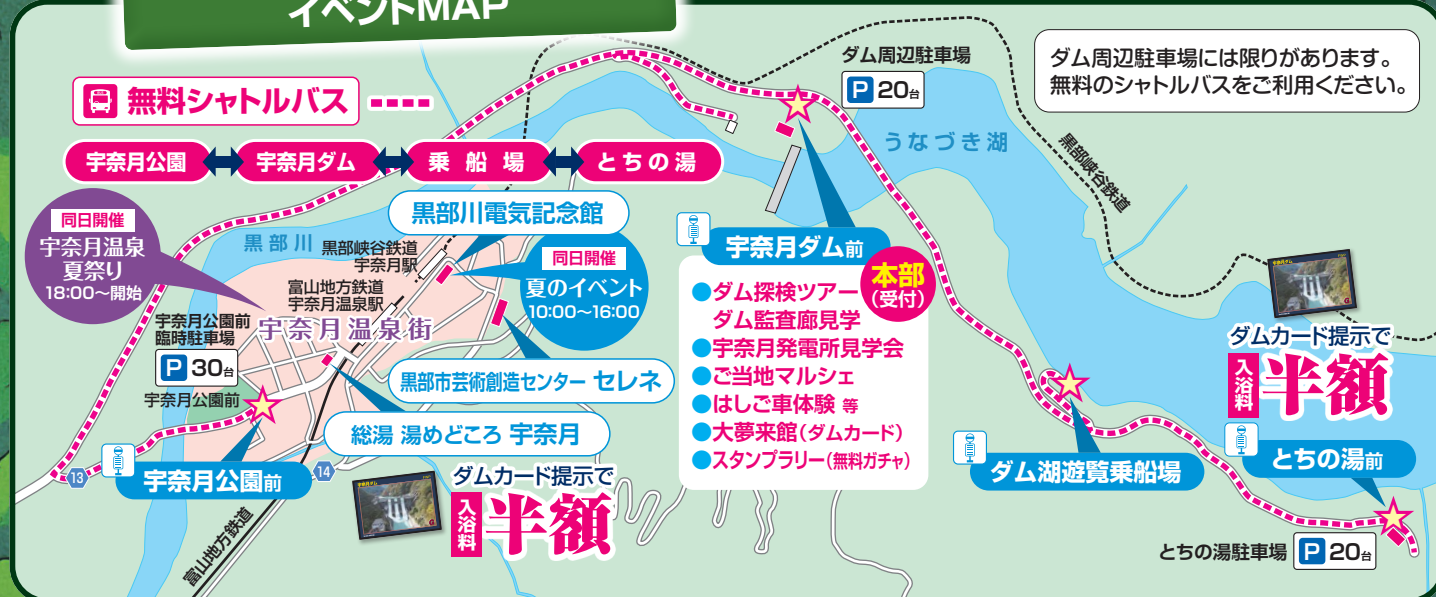 イベントMAP
無料シャトルバス
宇奈月公園
宇奈月ダム
乗船場
とちの湯
ダム周辺駐車場
P 20台
ダム周辺駐車場には限りがあります。
無料のシャトルバスをご利用ください。
うなづき湖
黒部峡谷鉄道
同日開催
宇奈月温泉
夏祭り
18:00～開始
黒部川
黒部峡谷鉄道
宇奈月駅
黒部川電気記念館
同日開催
夏のイベント
10:00～16:00
富山地方鉄道
宇奈月温泉駅
宇奈月温泉街
宇奈月公園前
臨時駐車場
P 30台
宇奈月公園前
黒部市芸術創造センター セレネ
総湯 湯めどころ 宇奈月
13
宇奈月公園前
14
富山地方鉄道
ダムカード提示で
入浴料
半額
宇奈月ダム
宇奈月ダム前
本部
(受付)
●ダム探検ツアー
ダム監査廊見学
●宇奈月発電所見学会
●ご当地マルシェ
●はしご車体験 等
●大夢来館(ダムカード)
●スタンプラリー(無料ガチャ)
ダム湖遊覧乗船場
ダムカード提示で
入浴料
半額
とちの湯前
とちの湯駐車場
P 20台